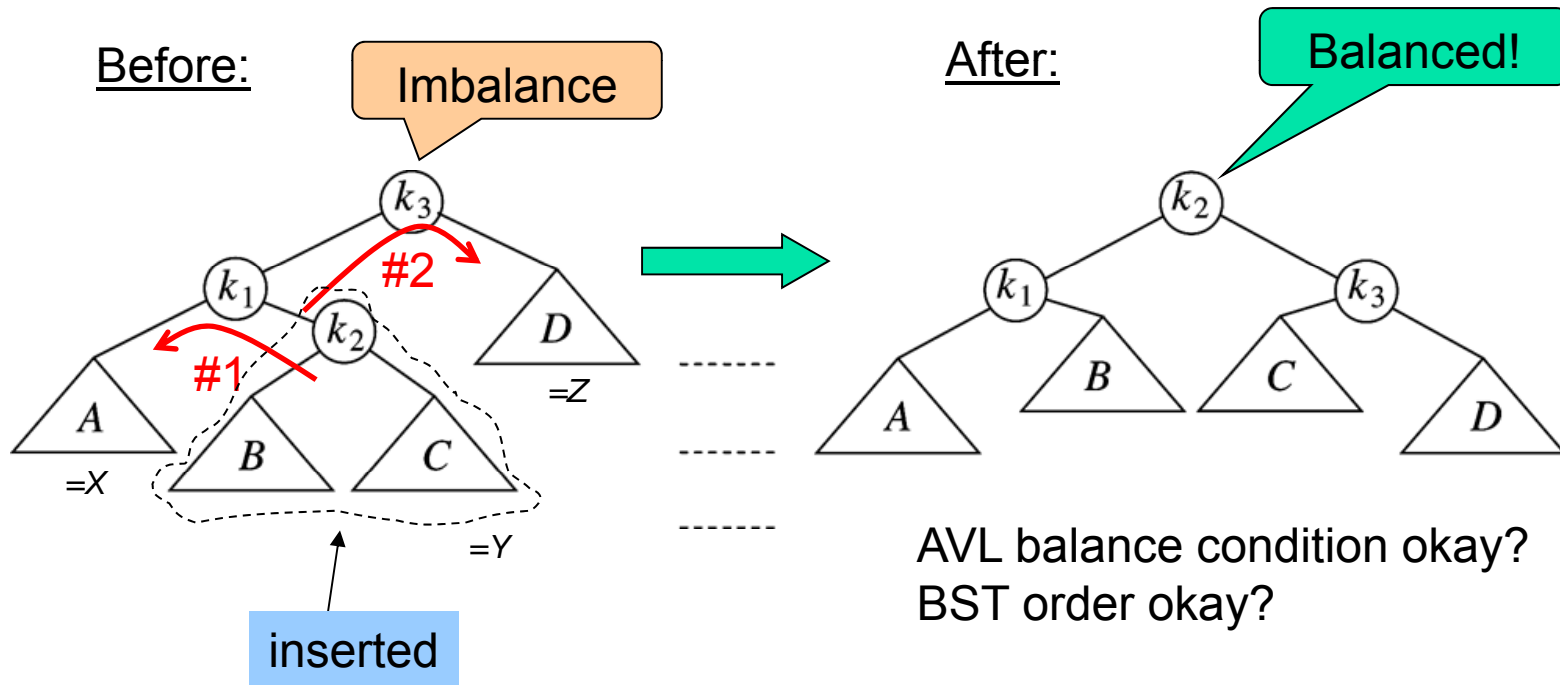 Before:
Imbalance
After:
Balanced!
k3
k1
k2
#2
#1
A
=X
B
C
=Y
D
=Z
inserted
k2
k1
k3
A
B
C
D
AVL balance condition okay?
BST order okay?